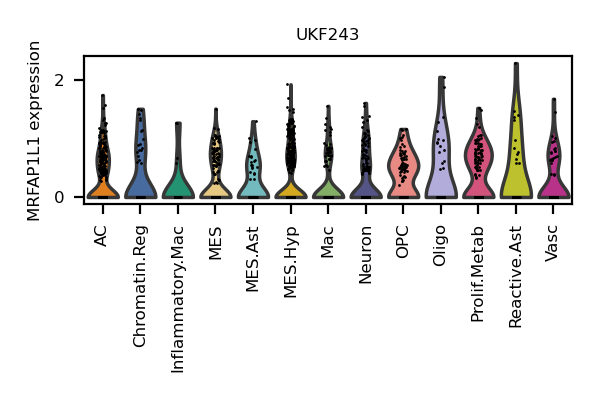 UKF243
MRFAP1L1 expression
2
0
AC
Chromatin.Reg
Inflammatory.Mac
MES
MES.Ast
MES.Hyp
Mac
Neuron
OPC
Oligo
Prolif.Metab
Reactive.Ast
Vasc